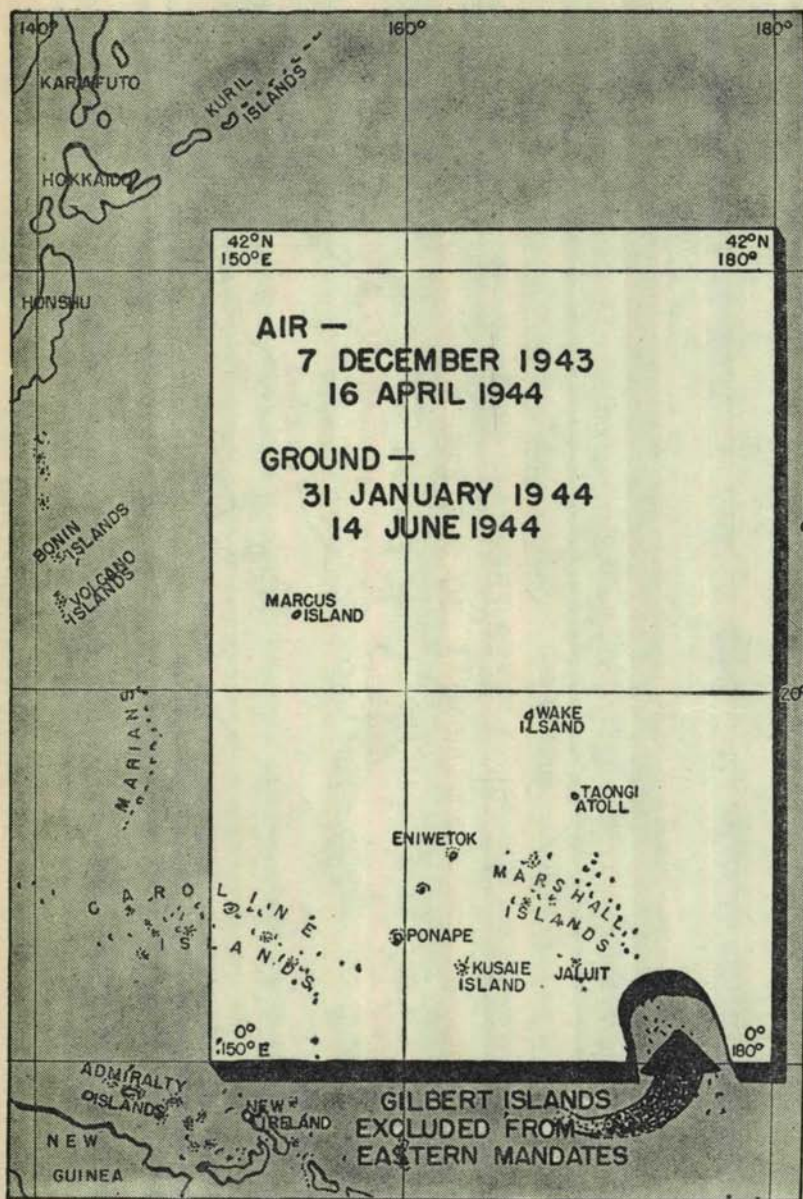 140°
160°
180°
KARAFUTO
KURIL
ISLANDS
HOKKAIDO
HONSHU
42°N
150°E
42°N
180°
AIR —
7 DECEMBER 1943
16 APRIL 1944
GROUND —
31 JANUARY 1944
14 JUNE 1944
BONIN
ISLANDS
VOLCANO
ISLANDS
MARCUS
ISLAND
20°
MARIANS
WAKE
ILSAND
TAONGI
ATOLL
ENIWETOK
MARSHALL
ISLANDS
CAROLINE
ISLANDS
PONAPE
KUSAIE
ISLAND
JALUIT
0°
150°E
0°
180°
ADMIRALTY
ISLANDS
NEW
IRELAND
NEW
GUINEA
GILBERT ISLANDS
EXCLUDED FROM
EASTERN MANDATES